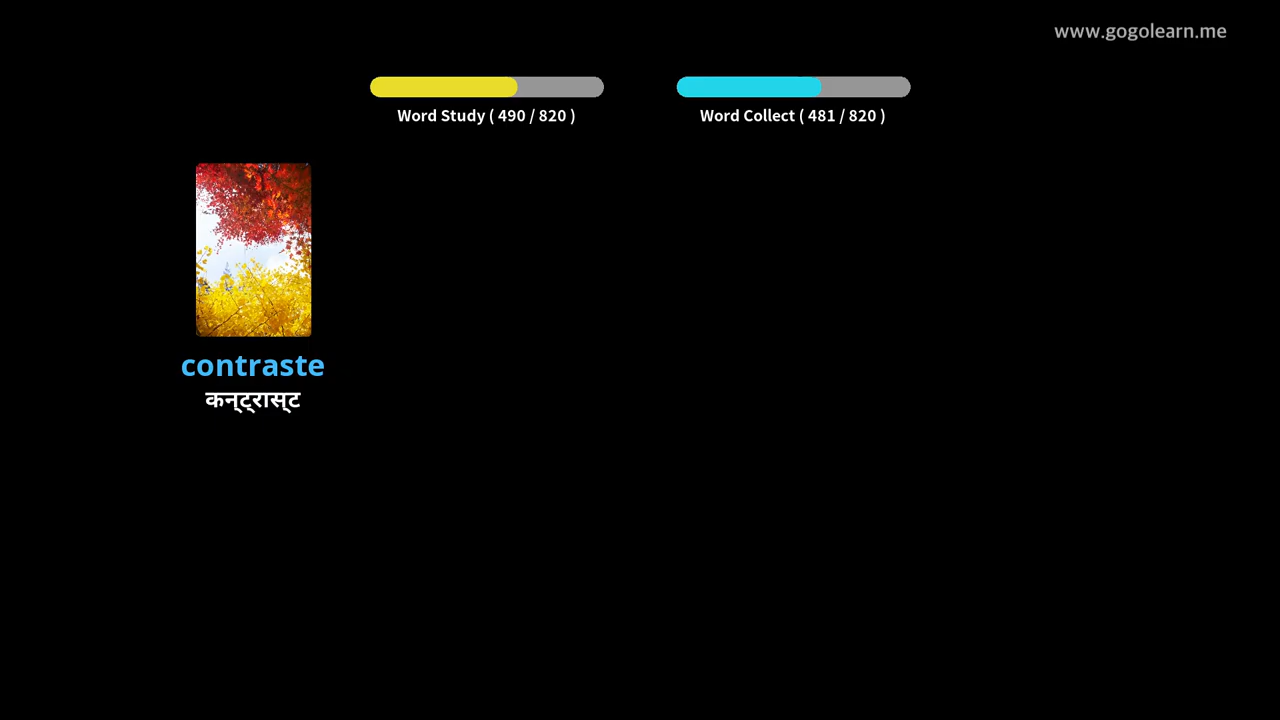 www.gogolearn.me
Word Study ( 490 / 820 )
Word Collect ( 481 / 820 )
contraste
कन्ट्रास्ट